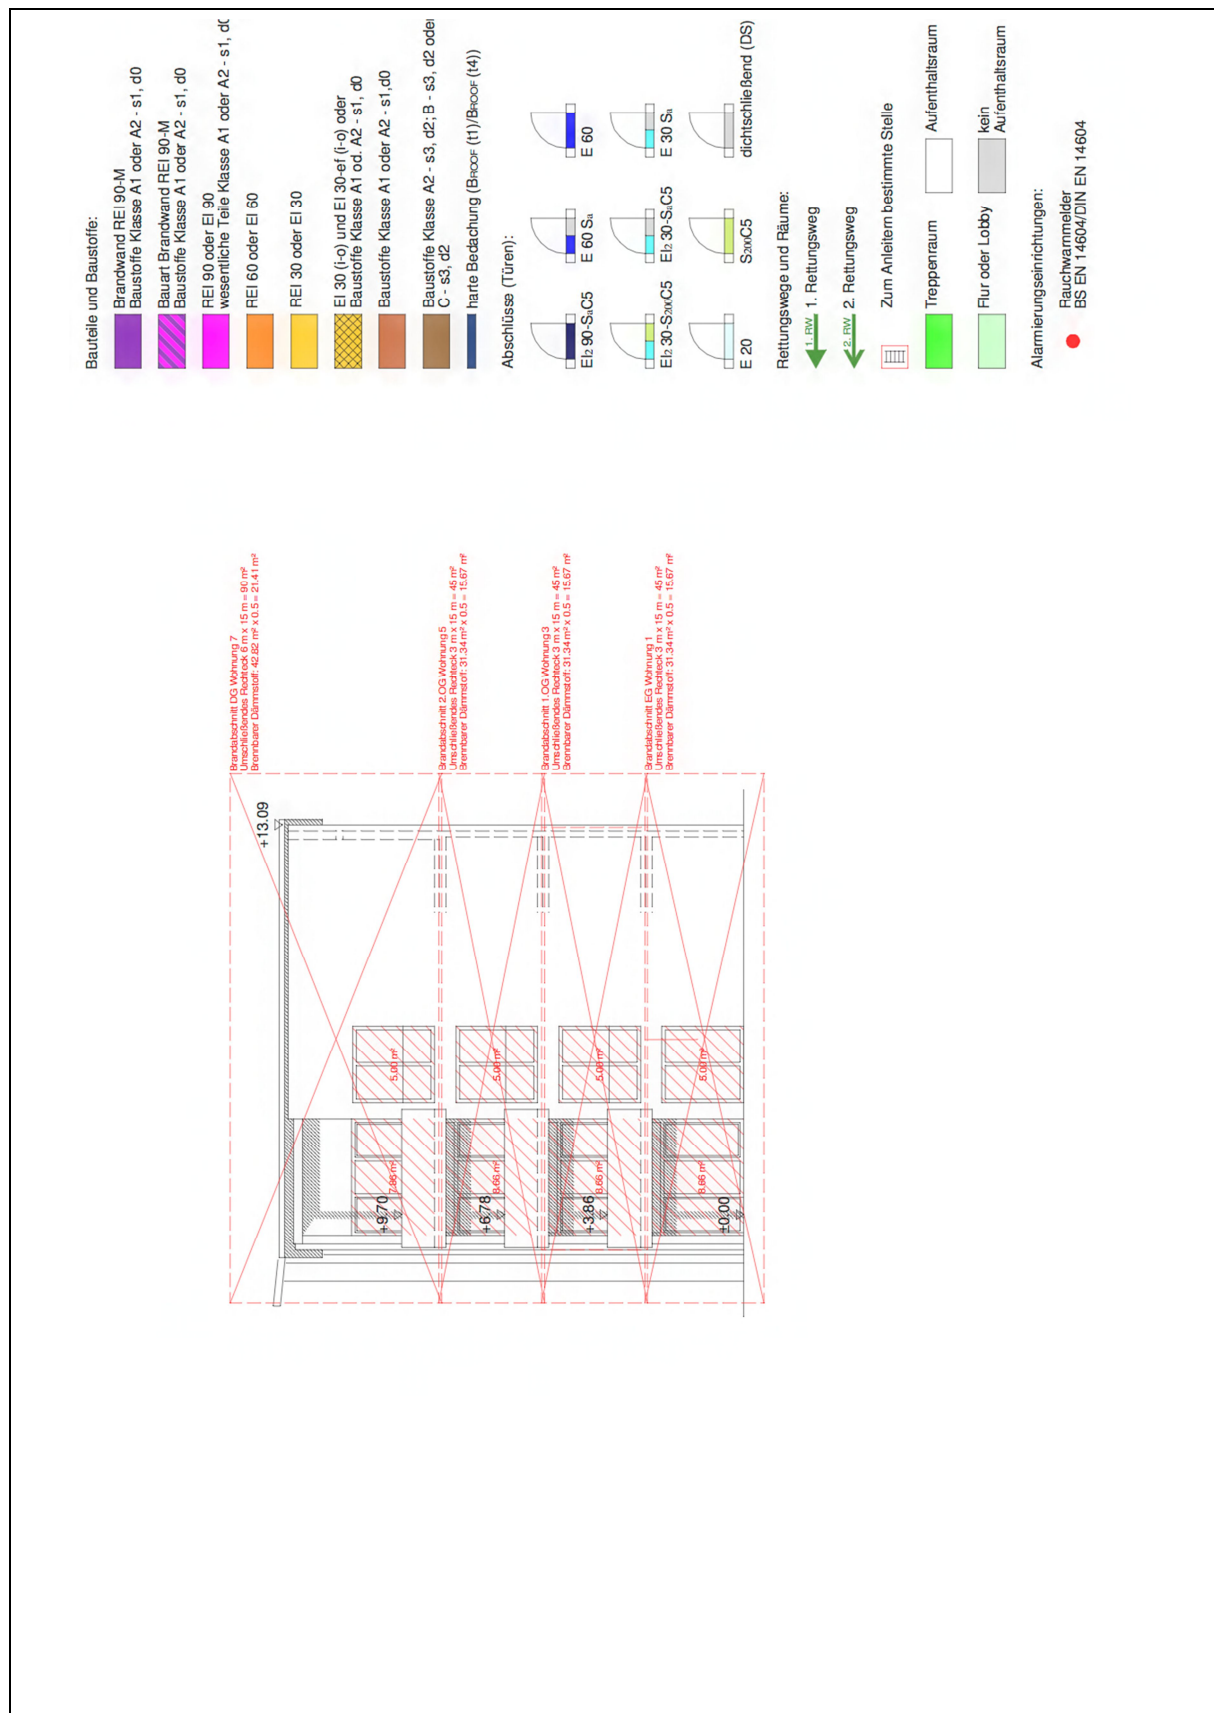 Bauteile und Baustoffe:
Brandwand REI 90-M
Baustoffe Klasse A1 oder A2 - s1, d0
Bauart Brandwand REI 90-M
Baustoffe Klasse A1 oder A2 - s1, d0
REI 90 oder EI 90
wesentliche Teile Klasse A1 oder A2 - s1, d0
REI 60 oder EI 60
REI 30 oder EI 30
EI 30 (i-o) und EI 30-ef (i-o) oder
Baustoffe Klasse A1 od. A2 - s1, d0
Baustoffe Klasse A1 oder A2 - s1,d0
Baustoffe Klasse A2 - s3, d2; B - s3, d2 oder
C - s3, d2
harte Bedachung (BROOF (t1)/BROOF (t4))
Abschlüsse (Türen):
EI2 90-SaC5
E 60 Sa
E 60
EI2 30-S200C5
EI2 30-SaC5
E 30 Sa
E 20
S200C5
dichtschließend (DS)
Rettungswege und Räume:
1. RW
1. Rettungsweg
2. RW
2. Rettungsweg
Zum Anleitern bestimmte Stelle
Treppenraum
Aufenthaltsraum
Flur oder Lobby
kein
Aufenthaltsraum
Alarmierungseinrichtungen:
Rauchwarnmelder
BS EN 14604/DIN EN 14604
Brandabschnitt DG Wohnung 7
Umschließendes Rechteck 6 m x 15 m = 90 m²
Brennbarer Dämmstoff: 42.82 m² x 0.5 = 21.41 m²
+13.09
Brandabschnitt 2.OG Wohnung 5
Umschließendes Rechteck 3 m x 15 m = 45 m²
Brennbarer Dämmstoff: 31.34 m² x 0.5 = 15.67 m²
Brandabschnitt 1.OG Wohnung 3
Umschließendes Rechteck 3 m x 15 m = 45 m²
Brennbarer Dämmstoff: 31.34 m² x 0.5 = 15.67 m²
Brandabschnitt EG Wohnung 1
Umschließendes Rechteck 3 m x 15 m = 45 m²
Brennbarer Dämmstoff: 31.34 m² x 0.5 = 15.67 m²
+9.70
7.86 m²
5.00 m²
+6.78
8.66 m²
5.00 m²
+3.86
8.66 m²
5.00 m²
±0.00
8.66 m²
5.00 m²